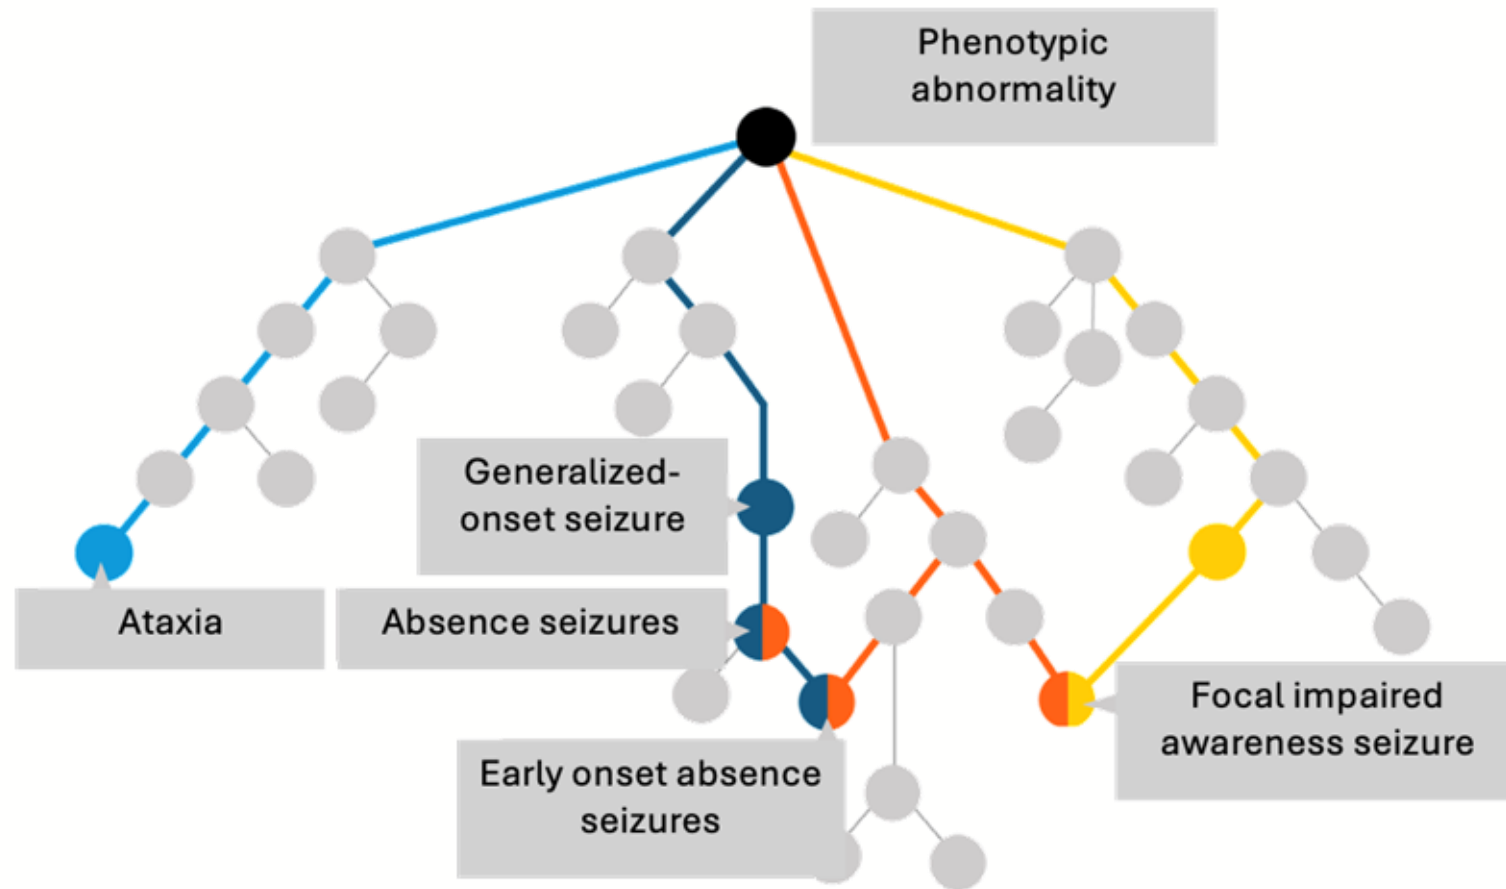 Phenotypic
abnormality
Generalized-
onset seizure
Ataxia
Absence seizures
Focal impaired
awareness seizure
Early onset absence
seizures